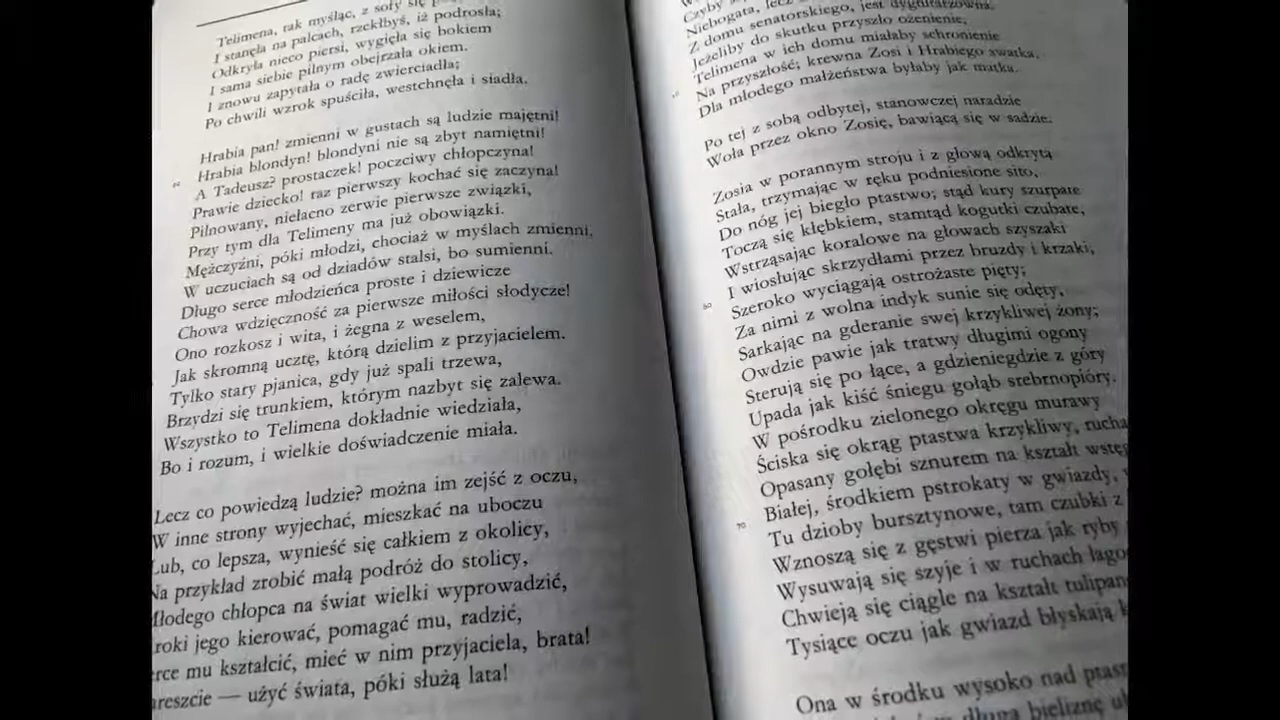 Telimena, tak myśląc, z sofy się
I stanęła na palcach, rzekłbyś, iż podrosła;
Odkryła nieco piersi, wygięła się bokiem
I sama siebie pilnym obejrzała okiem.
I znowu zapytała o radę zwierciadła;
Po chwili wzrok spuściła, westchnęła i siadła.
Hrabia pan! zmienni w gustach są ludzie majętni!
Hrabia blondyn! blondyni nie są zbyt namiętni!
A Tadeusz? prostaczek! poczciwy chłopczyna!
Prawie dziecko! raz pierwszy kochać się zaczyna!
Pilnowany, niełacno zerwie pierwsze związki,
Przy tym dla Telimeny ma już obowiązki.
Mężczyźni, póki młodzi, chociaż w myślach zmienni,
W uczuciach są od dziadów stalsi, bo sumienni.
Długo serce młodzieńca proste i dziewicze
Chowa wdzięczność za pierwsze miłości słodycze!
Ono rozkosz i wita, i żegna z weselem,
Jak skromną ucztę, którą dzielim z przyjacielem.
Tylko stary pjanica, gdy już spali trzewa,
Brzydzi się trunkiem, którym nazbyt się zalewa.
Wszystko to Telimena dokładnie wiedziała,
Bo i rozum, i wielkie doświadczenie miała.
Lecz co powiedzą ludzie? można im zejść z oczu,
W inne strony wyjechać, mieszkać na uboczu
Lub, co lepsza, wynieść się całkiem z okolicy,
Na przykład zrobić małą podróż do stolicy,
Młodego chłopca na świat wielki wyprowadzić,
roki jego kierować, pomagać mu, radzić,
erce mu kształcić, mieć w nim przyjaciela, brata!
areszcie — użyć świata, póki służą lata!
Czyby
Niebogata, lecz
Z domu senatorskiego, jest dygnitarzówną.
Jeżeliby do skutku przyszło ożenienie,
Telimena w ich domu miałaby schronienie
Na przyszłość; krewna Zosi i Hrabiego swatka,
Dla młodego małżeństwa byłaby jak matka.
Po tej z sobą odbytej, stanowczej naradzie
Woła przez okno Zosię, bawiącą się w sadzie.
Zosia w porannym stroju i z głową odkrytą
Stała, trzymając w ręku podniesione sito,
Do nóg jej biegło ptastwo; stąd kury szurpate
Toczą się kłębkiem, stamtąd kogutki czubate,
Wstrząsając koralowe na głowach szyszaki
I wiosłując skrzydłami przez bruzdy i krzaki,
60 Szeroko wyciągają ostrożaste pięty;
Za nimi z wolna indyk sunie się odęty,
Sarkając na gderanie swej krzykliwej żony;
Owdzie pawie jak tratwy długimi ogony
Sterują się po łące, a gdzieniegdzie z góry
Upada jak kiść śniegu gołąb srebrnopióry.
W pośrodku zielonego okręgu murawy
Ściska się okrąg ptastwa krzykliwy, rucha
Opasany gołębi sznurem na kształt wstęg
Białej, środkiem pstrokaty w gwiazdy,
70 Tu dzioby bursztynowe, tam czubki z
Wznoszą się z gęstwi pierza jak ryby
Wysuwają się szyje i w ruchach łago
Chwieją się ciągle na kształt tulipan
Tysiące oczu jak gwiazd błyskają k
Ona w środku wysoko nad ptas
długą bieliznę